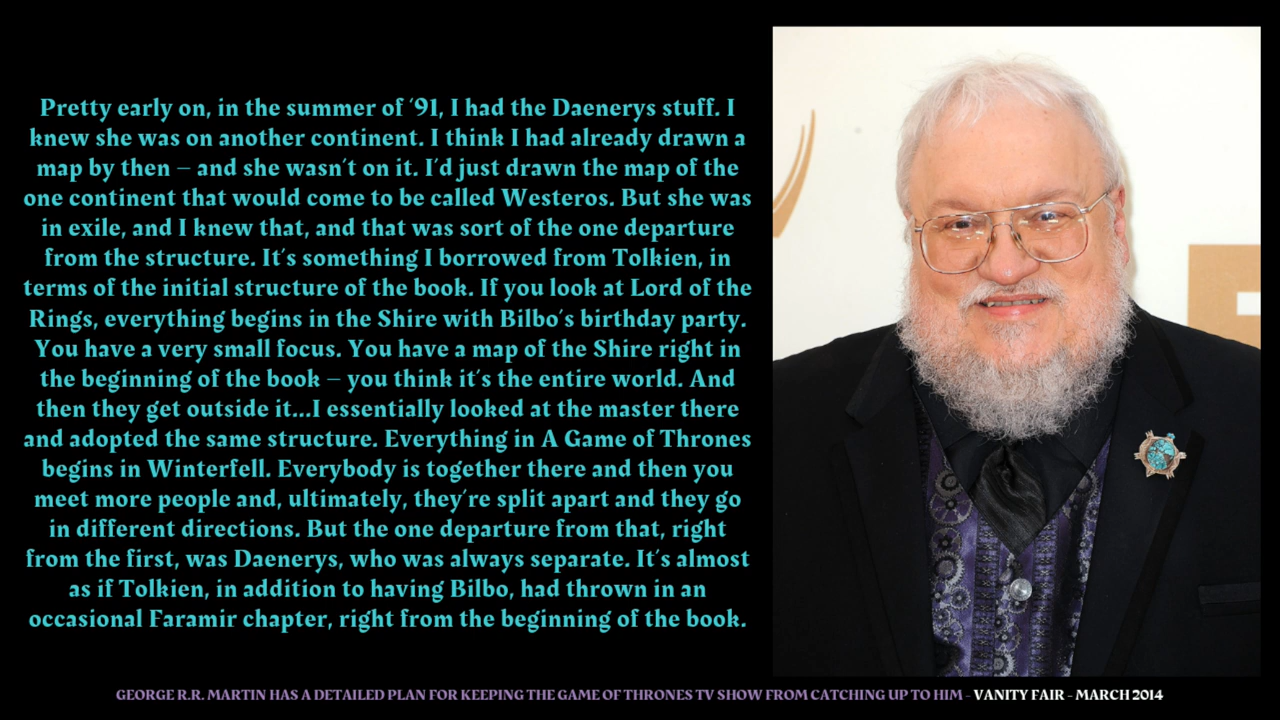 Pretty early on, in the summer of '91, I had the Daenerys stuff. I
knew she was on another continent. I think I had already drawn a
map by then – and she wasn't on it. I'd just drawn the map of the
one continent that would come to be called Westeros. But she was
in exile, and I knew that, and that was sort of the one departure
from the structure. It's something I borrowed from Tolkien, in
terms of the initial structure of the book. If you look at Lord of the
Rings, everything begins in the Shire with Bilbo's birthday party.
You have a very small focus. You have a map of the Shire right in
the beginning of the book – you think it's the entire world. And
then they get outside it...I essentially looked at the master there
and adopted the same structure. Everything in A Game of Thrones
begins in Winterfell. Everybody is together there and then you
meet more people and, ultimately, they're split apart and they go
in different directions. But the one departure from that, right
from the first, was Daenerys, who was always separate. It's almost
as if Tolkien, in addition to having Bilbo, had thrown in an
occasional Faramir chapter, right from the beginning of the book.
GEORGE R.R. MARTIN HAS A DETAILED PLAN FOR KEEPING THE GAME OF THRONES TV SHOW FROM CATCHING UP TO HIM - VANITY FAIR - MARCH 2014